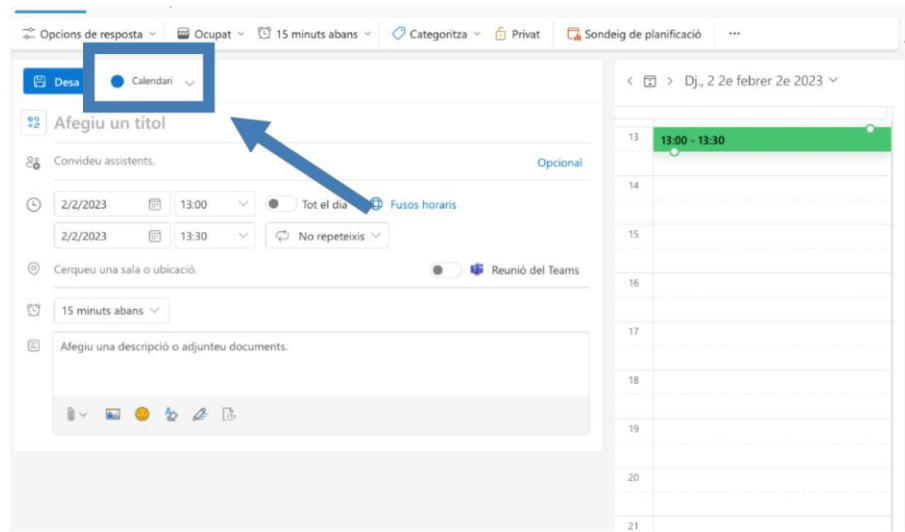 Opcions de resposta
Ocupat
15 minuts abans
Categoritza
Privat
Sondeig de planificació
Desa
Calendari
Afegiu un títol
Convideu assistents.
Opcional
2/2/2023
13:00
Tot el dia
Fusos horaris
2/2/2023
13:30
No repeteixis
Cerqueu una sala o ubicació.
Reunió del Teams
15 minuts abans
Afegiu una descripció o adjunteu documents.
Dj., 2 2e febrer 2e 2023
13
13:00 - 13:30
14
15
16
17
18
19
20
21